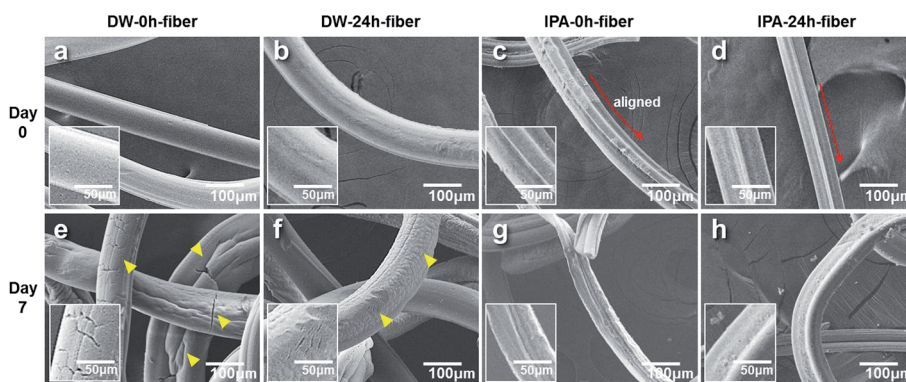 DW-0h-fiber DW-24h-fiber IPA-0h-fiber IPA-24h-fiber
Day
0
a b c d
aligned
50μm 100μm 50μm 100μm 50μm 100μm 50μm 100μm
Day
7
e f g h
50μm 100μm 50μm 100μm 50μm 100μm 50μm 100μm